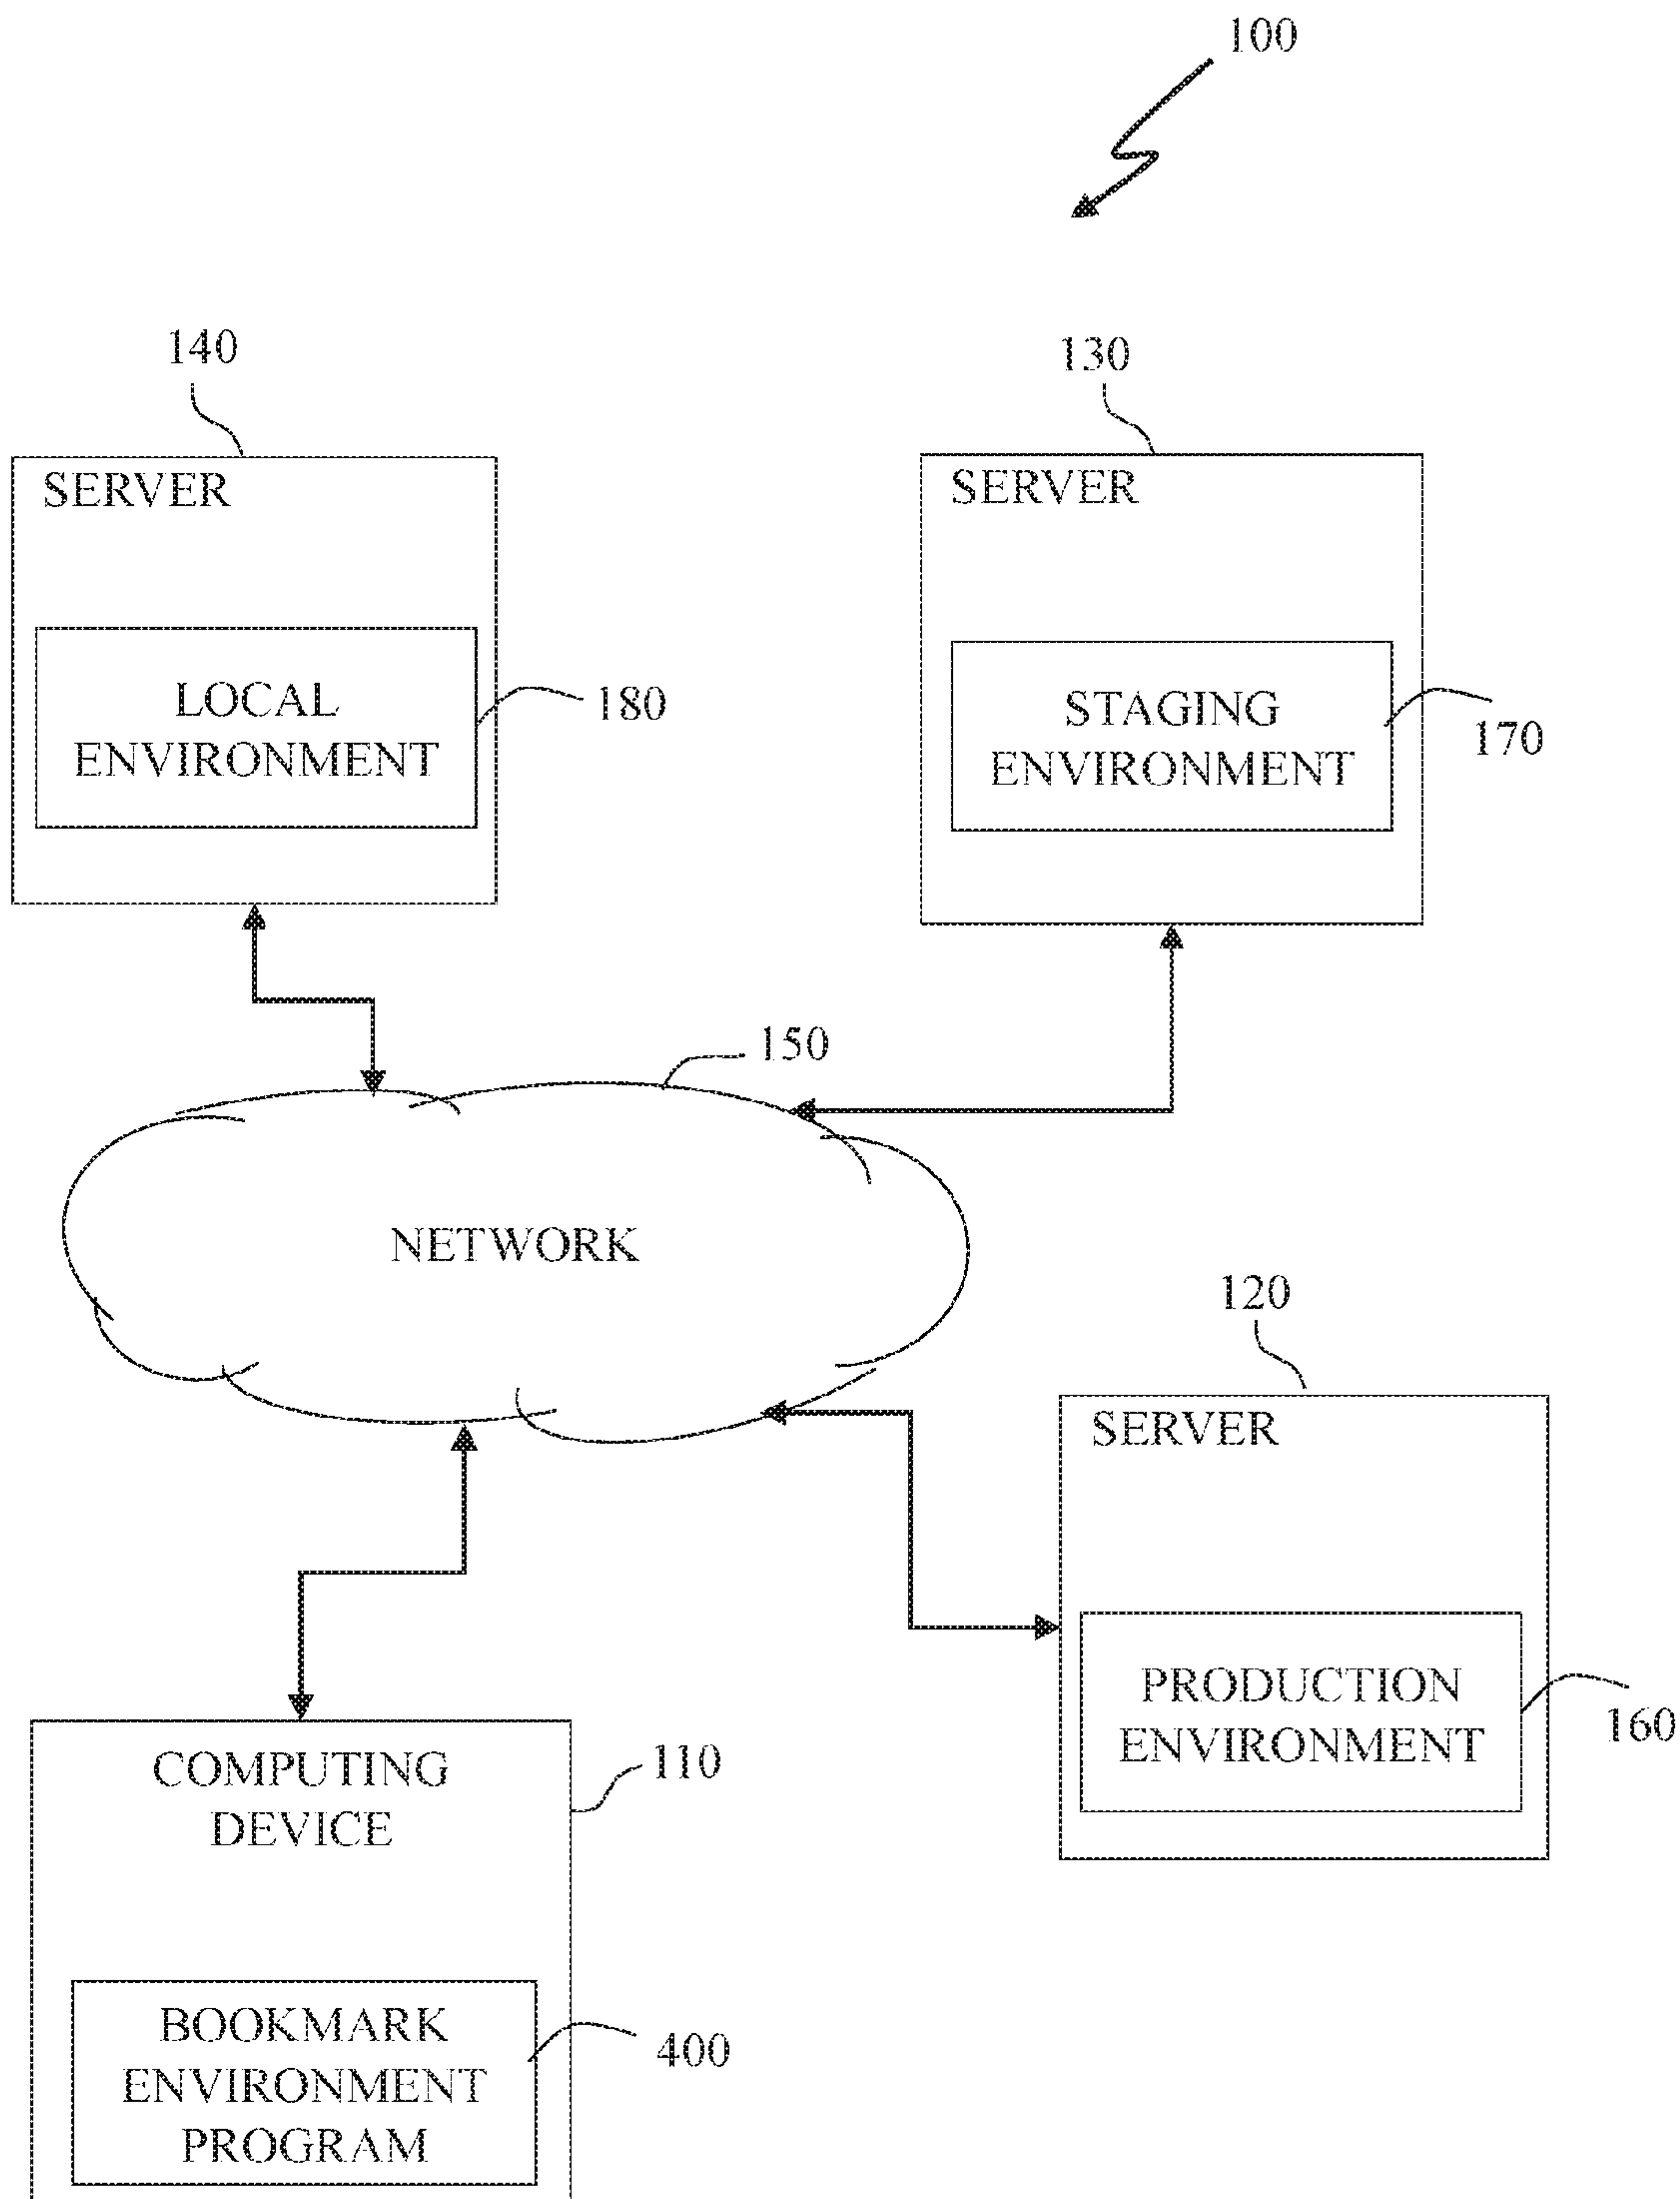 100
140
130
SERVER
SERVER
LOCAL
ENVIRONMENT
180
STAGING
ENVIRONMENT
170
150
NETWORK
120
SERVER
PRODUCTION
ENVIRONMENT
160
COMPUTING
DEVICE
110
BOOKMARK
ENVIRONMENT
PROGRAM
400